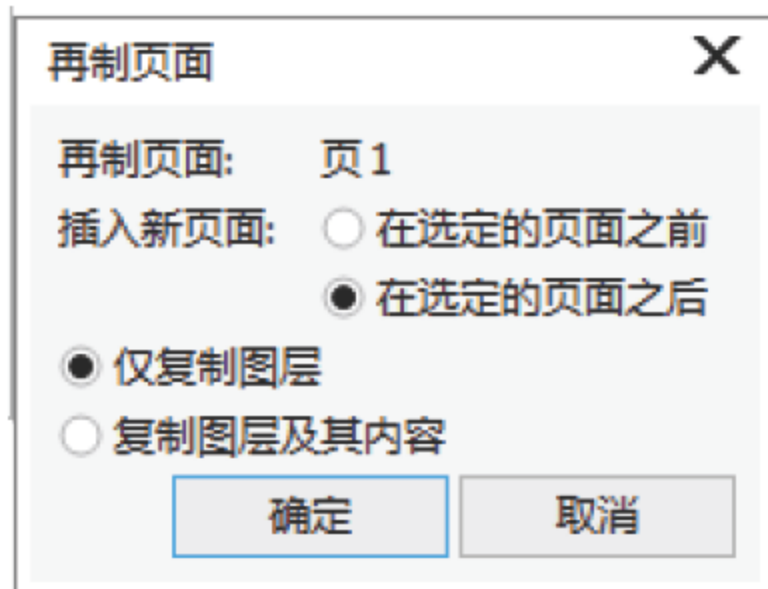 再制页面
再制页面: 页1
插入新页面: 在选定的页面之前
在选定的页面之后
仅复制图层
复制图层及其内容
确定 取消